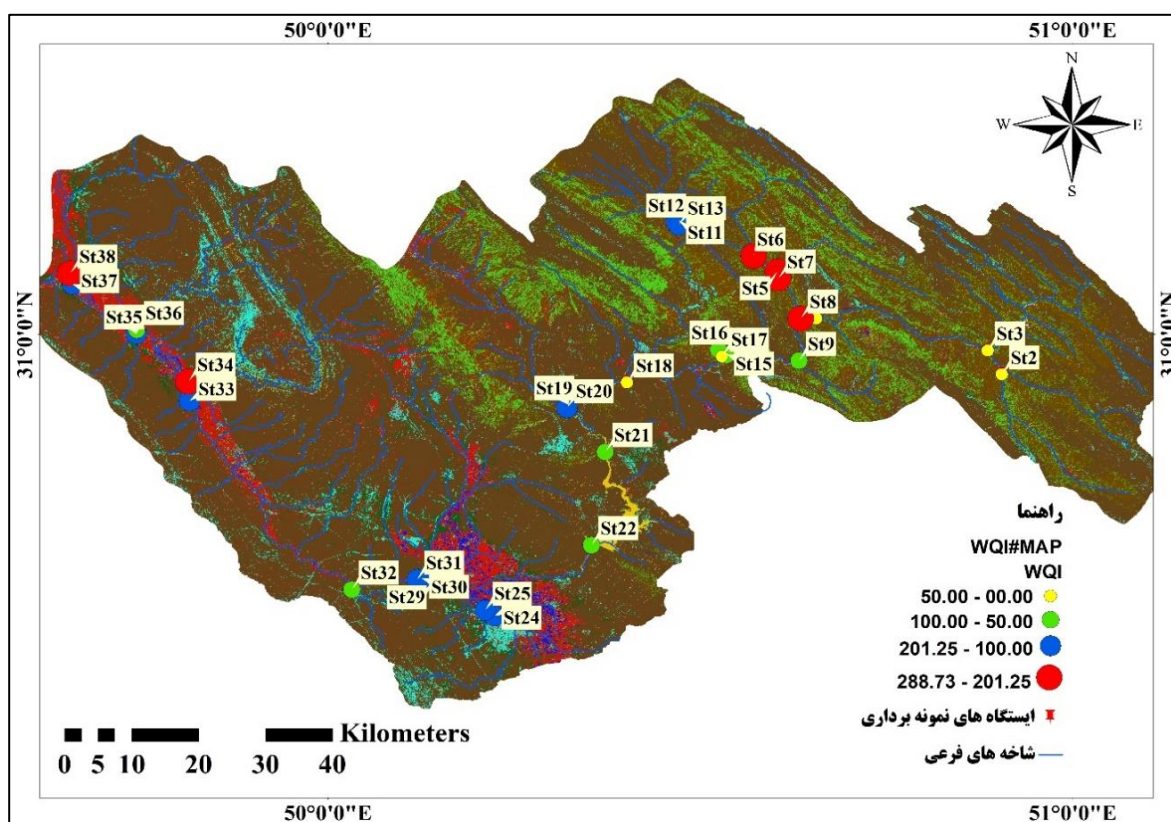 50°0'0"E
51°0'0"E
N
W
E
S
31°0'0"N
31°0'0"N
St12
St13
St11
St6
St7
St5
St8
St9
St3
St2
St38
St37
St35
St36
St34
St33
St16
St17
St15
St18
St19
St20
St21
St22
St31
St32
St29
St30
St25
St24
راهنما
WQI#MAP
WQI
50.00 - 00.00
100.00 - 50.00
201.25 - 100.00
288.73 - 201.25
ایستگاه های نمونه برداری
شاخه های فرعی
Kilometers
0 5 10 20 30 40
50°0'0"E
51°0'0"E